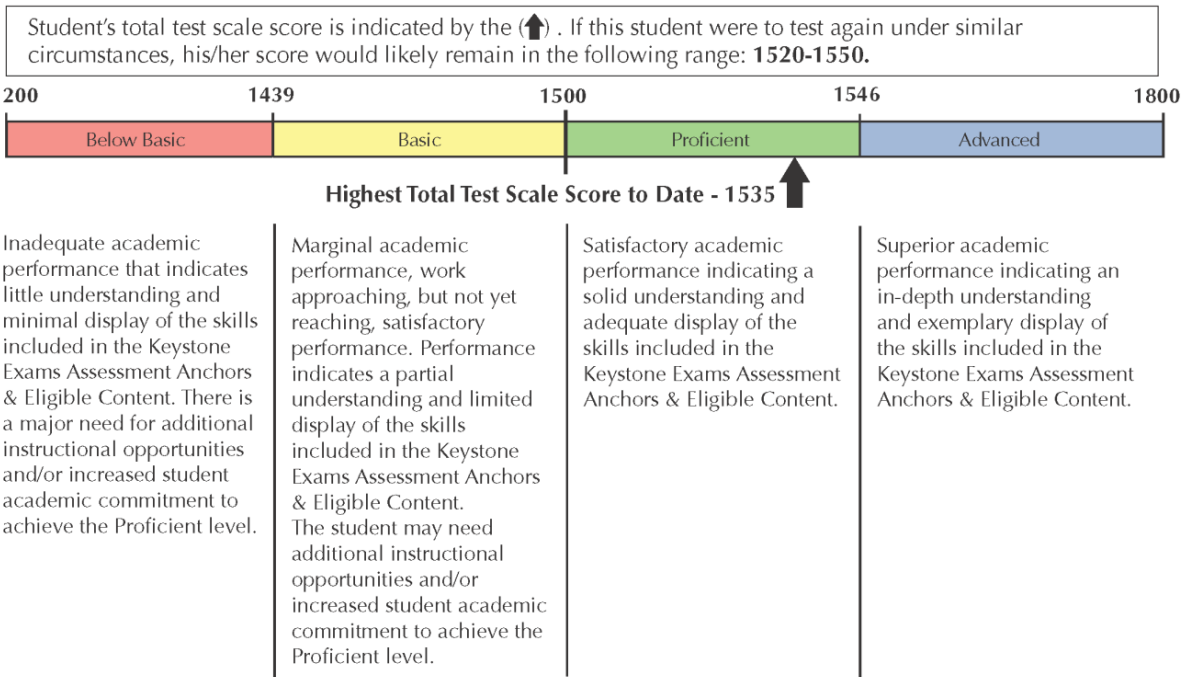 Student's total test scale score is indicated by the (⬆) . If this student were to test again under similar
circumstances, his/her score would likely remain in the following range: 1520-1550.
200 1439 1500 1546 1800
Below Basic Basic Proficient Advanced
Highest Total Test Scale Score to Date - 1535
Inadequate academic
performance that indicates
little understanding and
minimal display of the skills
included in the Keystone
Exams Assessment Anchors
& Eligible Content. There is
a major need for additional
instructional opportunities
and/or increased student
academic commitment to
achieve the Proficient level.
Marginal academic
performance, work
approaching, but not yet
reaching, satisfactory
performance. Performance
indicates a partial
understanding and limited
display of the skills
included in the Keystone
Exams Assessment Anchors
& Eligible Content.
The student may need
additional instructional
opportunities and/or
increased student academic
commitment to achieve the
Proficient level.
Satisfactory academic
performance indicating a
solid understanding and
adequate display of the
skills included in the
Keystone Exams Assessment
Anchors & Eligible Content.
Superior academic
performance indicating an
in-depth understanding
and exemplary display of
the skills included in the
Keystone Exams Assessment
Anchors & Eligible Content.